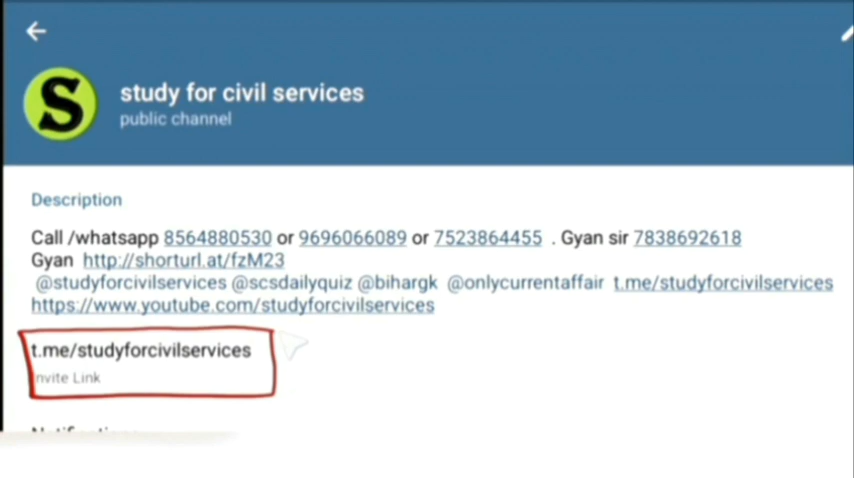 S
study for civil services
public channel
Description
Call /whatsapp 8564880530 or 9696066089 or 7523864455 . Gyan sir 7838692618
Gyan http://shorturl.at/fzM23
@studyforcivilservices @scsdailyquiz @bihargk @onlycurrentaffair t.me/studyforcivilservices
https://www.youtube.com/studyforcivilservices
t.me/studyforcivilservices
Invite Link